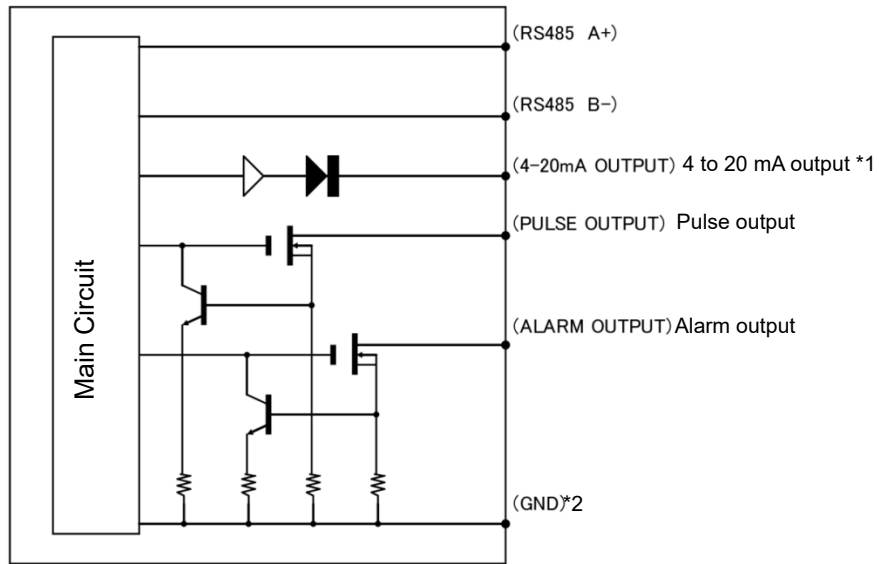 (RS485 A+)
(RS485 B-)
(4-20mA OUTPUT) 4 to 20 mA output *1
(PULSE OUTPUT) Pulse output
Main Circuit
(ALARM OUTPUT) Alarm output
(GND)*2